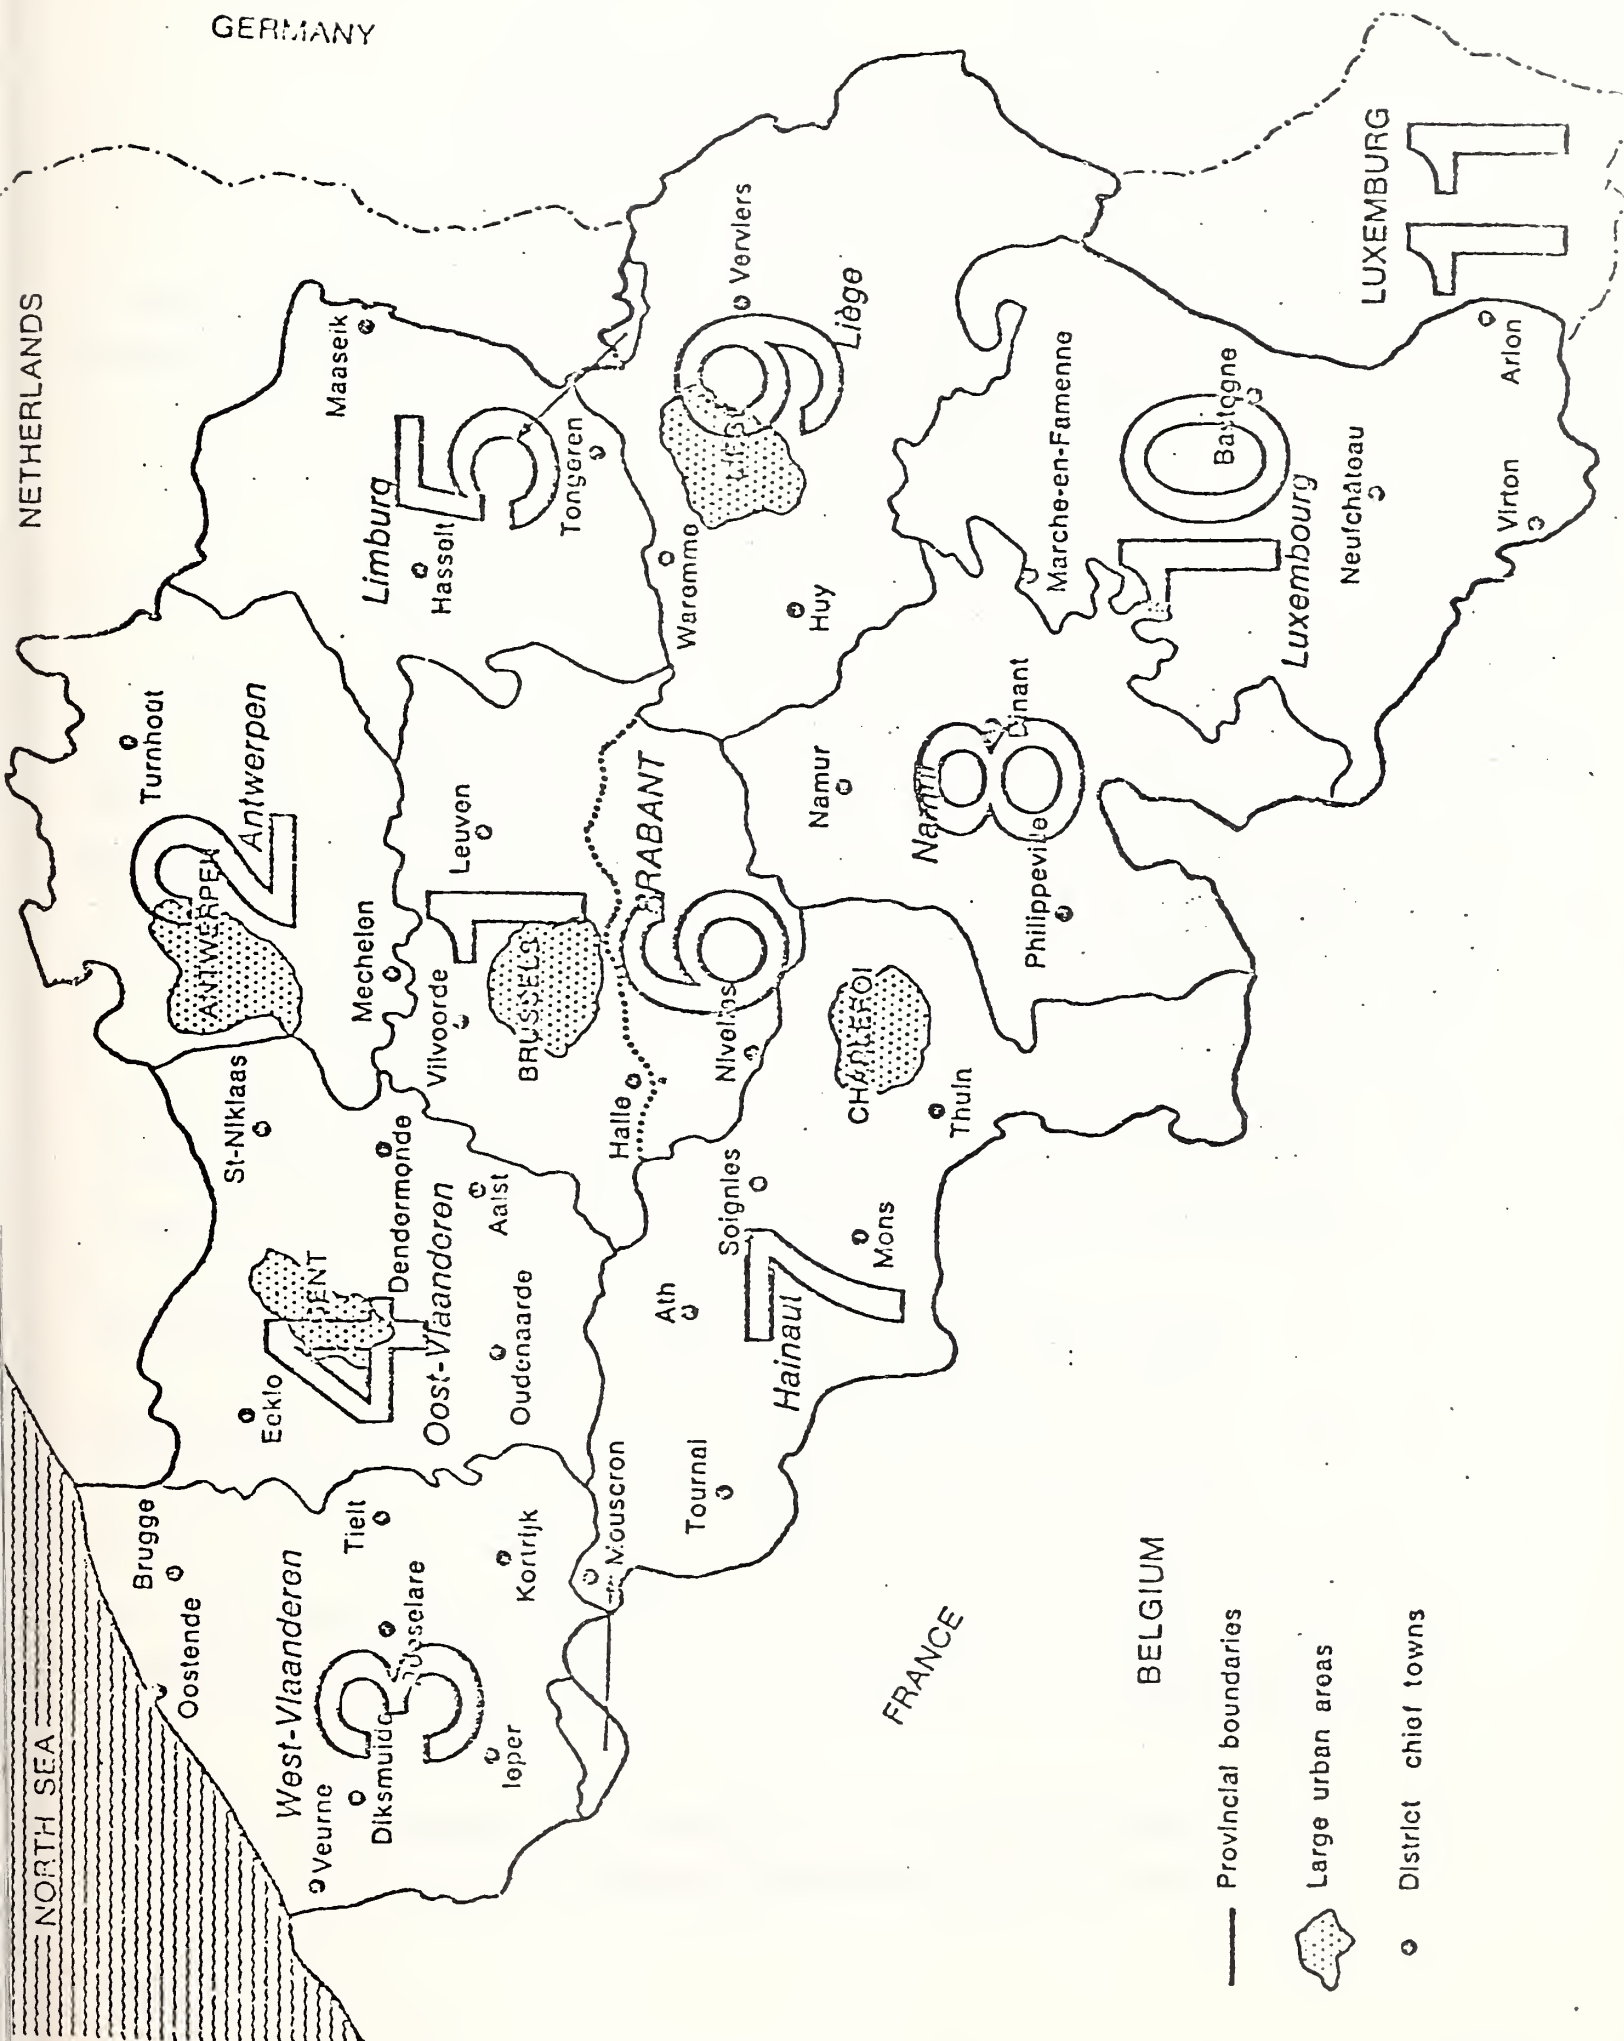 NORTH SEA
NETHERLANDS
GERMANY
Oostende
Brugge
Veurne
West-Vlaanderen
Diksmuide
3
Roeselare
Tielt
Ieper
Kortrijk
Mouscron
Eeklo
4
GENT
St-Niklaas
Dendermonde
Oost-Vlaanderen
Aalst
Oudenaarde
Turnhout
2
ANTWERPEN
Antwerpen
Mechelen
Maaseik
Limburg
5
Hasselt
Tongeren
Vilvoorde
Leuven
1
BRUSSELS
Halle
BRABANT
6
Nivelles
Waremme
9
Verviers
Huy
Liège
Ath
Soignies
Tournai
7
Hainaut
Mons
CHARLEROI
Thuin
Namur
Namur
8
Dinant
Philippeville
Marche-en-Famenne
10
Bastogne
Luxembourg
Neufchâteau
Arlon
Virton
LUXEMBURG
11
FRANCE
BELGIUM
Provincial boundaries
Large urban areas
District chief towns